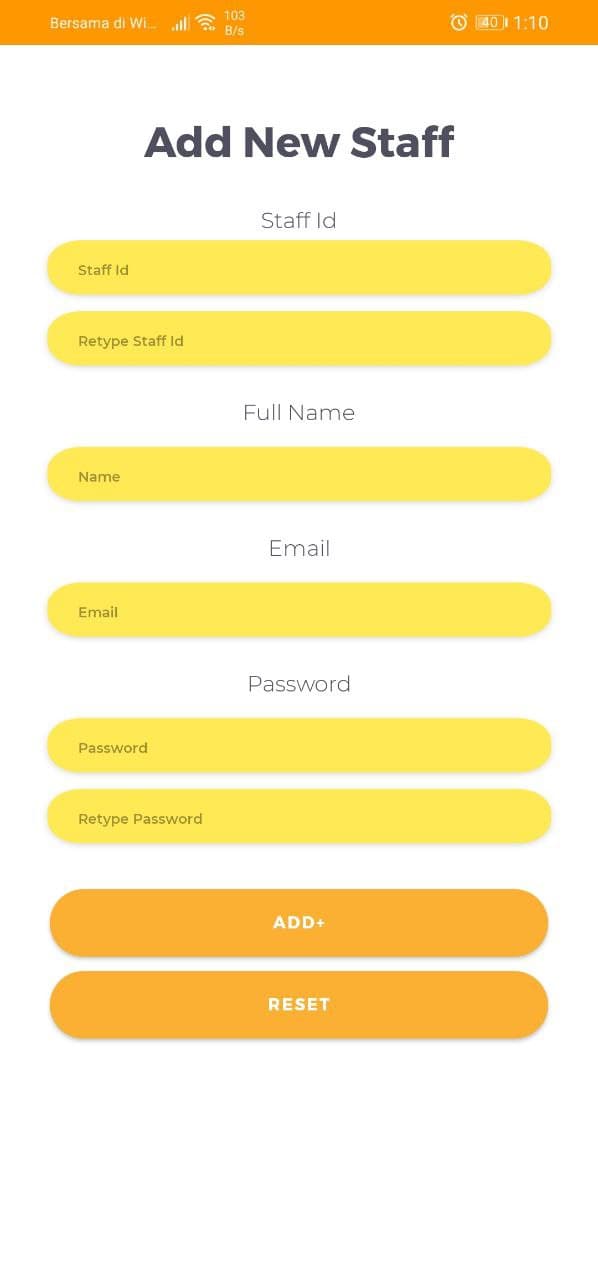 Bersama di Wi...
103
B/s
40
1:10
Add New Staff
Staff Id
Staff Id
Retype Staff Id
Full Name
Name
Email
Email
Password
Password
Retype Password
ADD+
RESET